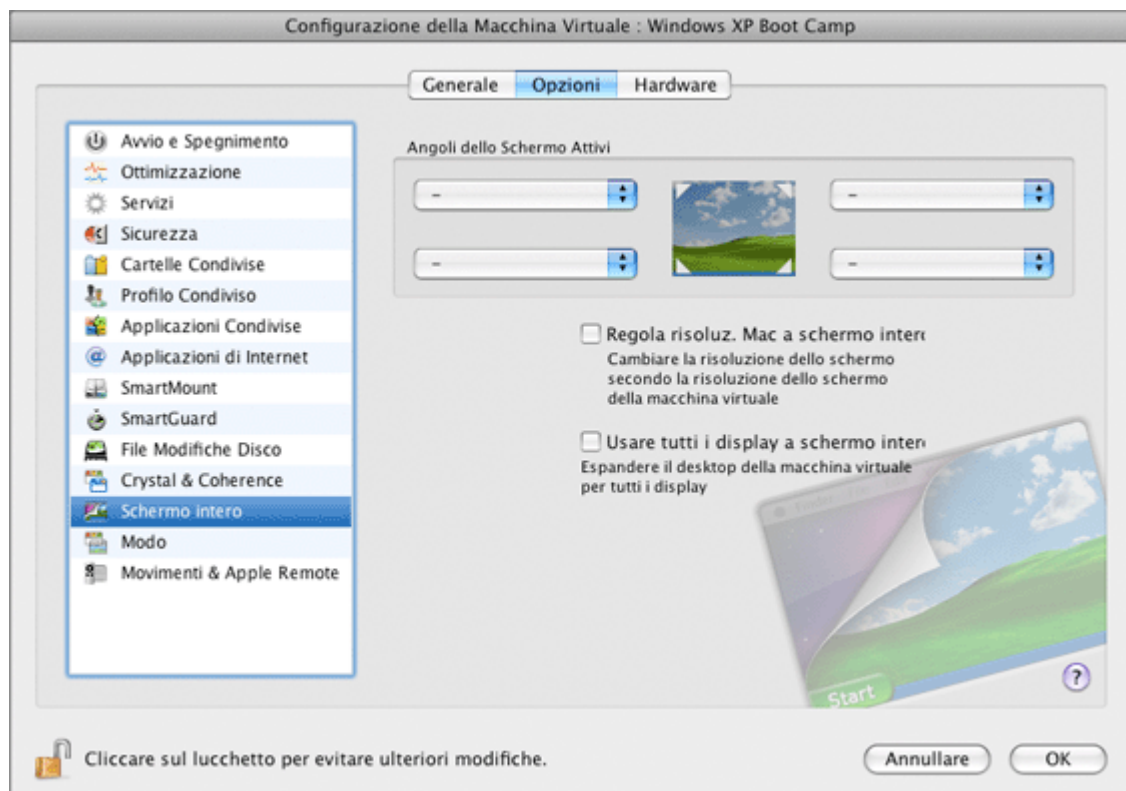 Configurazione della Macchina Virtuale : Windows XP Boot Camp
Generale Opzioni Hardware
Avvio e Spegnimento
Ottimizzazione
Servizi
Sicurezza
Cartelle Condivise
Profilo Condiviso
Applicazioni Condivise
Applicazioni di Internet
SmartMount
SmartGuard
File Modifiche Disco
Crystal & Coherence
Schermo intero
Modo
Movimenti & Apple Remote
Angoli dello Schermo Attivi
– –
– –
Regola risoluz. Mac a schermo inter
Cambiare la risoluzione dello schermo
secondo la risoluzione dello schermo
della macchina virtuale
Usare tutti i display a schermo inter
Espandere il desktop della macchina virtuale
per tutti i display
Start
?
Cliccare sul lucchetto per evitare ulteriori modifiche.
Annullare OK